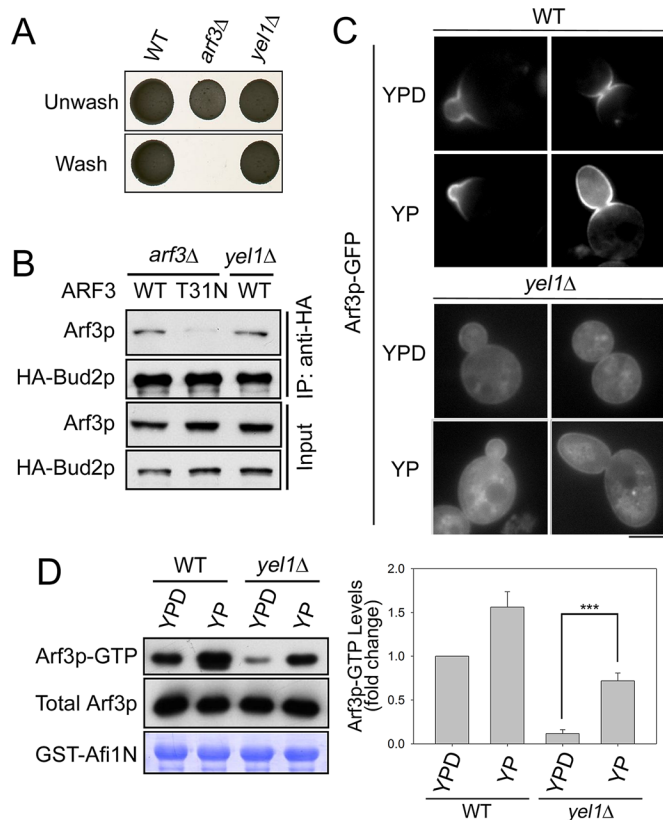 A
WT arf3Δ yel1Δ
Unwash
Wash
B
arf3Δ yel1Δ
ARF3 WT T31N WT
Arf3p
HA-Bud2p
IP: anti-HA
Arf3p
HA-Bud2p
Input
C
WT
YPD
YP
Arf3p-GFP
yel1Δ
YPD
YP
D
WT yel1Δ
YPD YP YPD YP
Arf3p-GTP
Total Arf3p
GST-Afi1N
Arf3p-GTP Levels
(fold change)
2.0
1.5
1.0
0.5
0.0
***
YPD YP YPD YP
WT yel1Δ